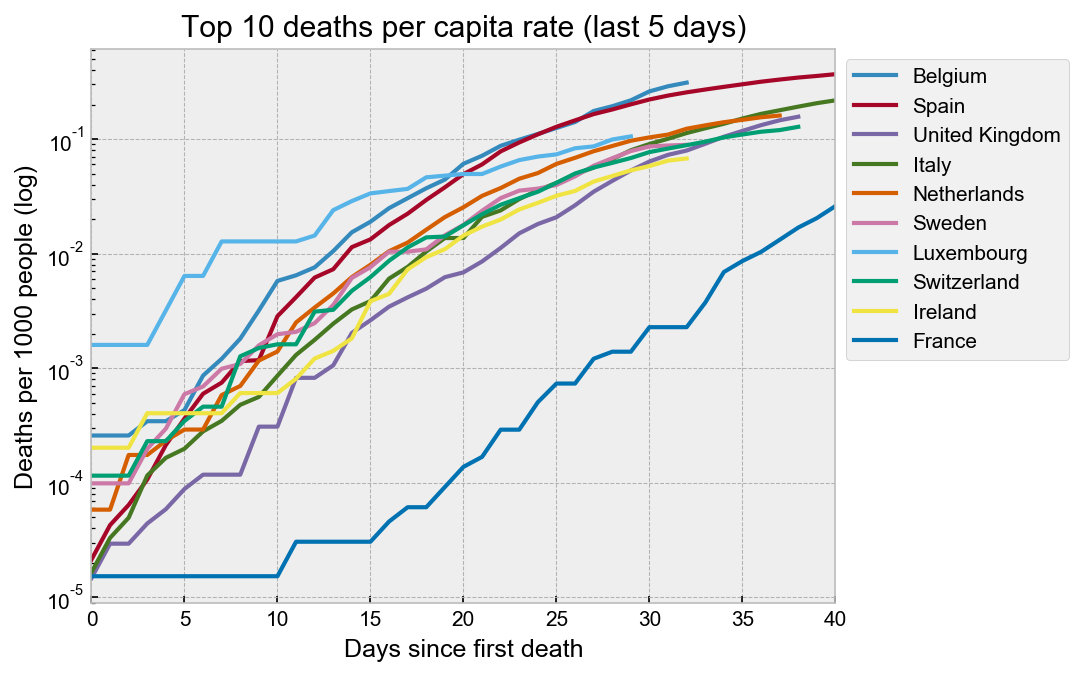 Top 10 deaths per capita rate (last 5 days)
Deaths per 1000 people (log)
10^-1
10^-2
10^-3
10^-4
10^-5
0 5 10 15 20 25 30 35 40
Days since first death
Belgium
Spain
United Kingdom
Italy
Netherlands
Sweden
Luxembourg
Switzerland
Ireland
France